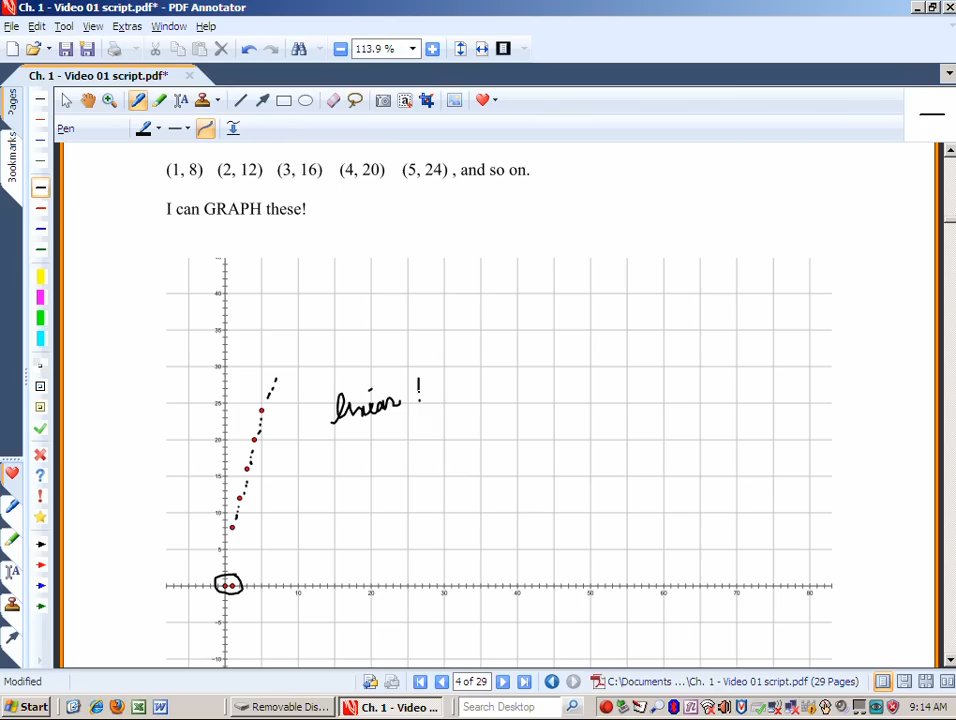 Ch. 1 - Video 01 script.pdf* - PDF Annotator
File Edit Tool View Extras Window Help
113.9 %
Ch. 1 - Video 01 script.pdf*
Pages
Pen
Bookmarks
(1, 8) (2, 12) (3, 16) (4, 20) (5, 24) , and so on.
I can GRAPH these!
40
35
30
25
linear !
20
15
10
5
10 20 30 40 50 60 70 80
-5
-10
Modified
4 of 29
C:\Documents ...\Ch. 1 - Video 01 script.pdf (29 Pages)
Start
Removable Dis...
Ch. 1 - Video ...
Search Desktop
9:14 AM